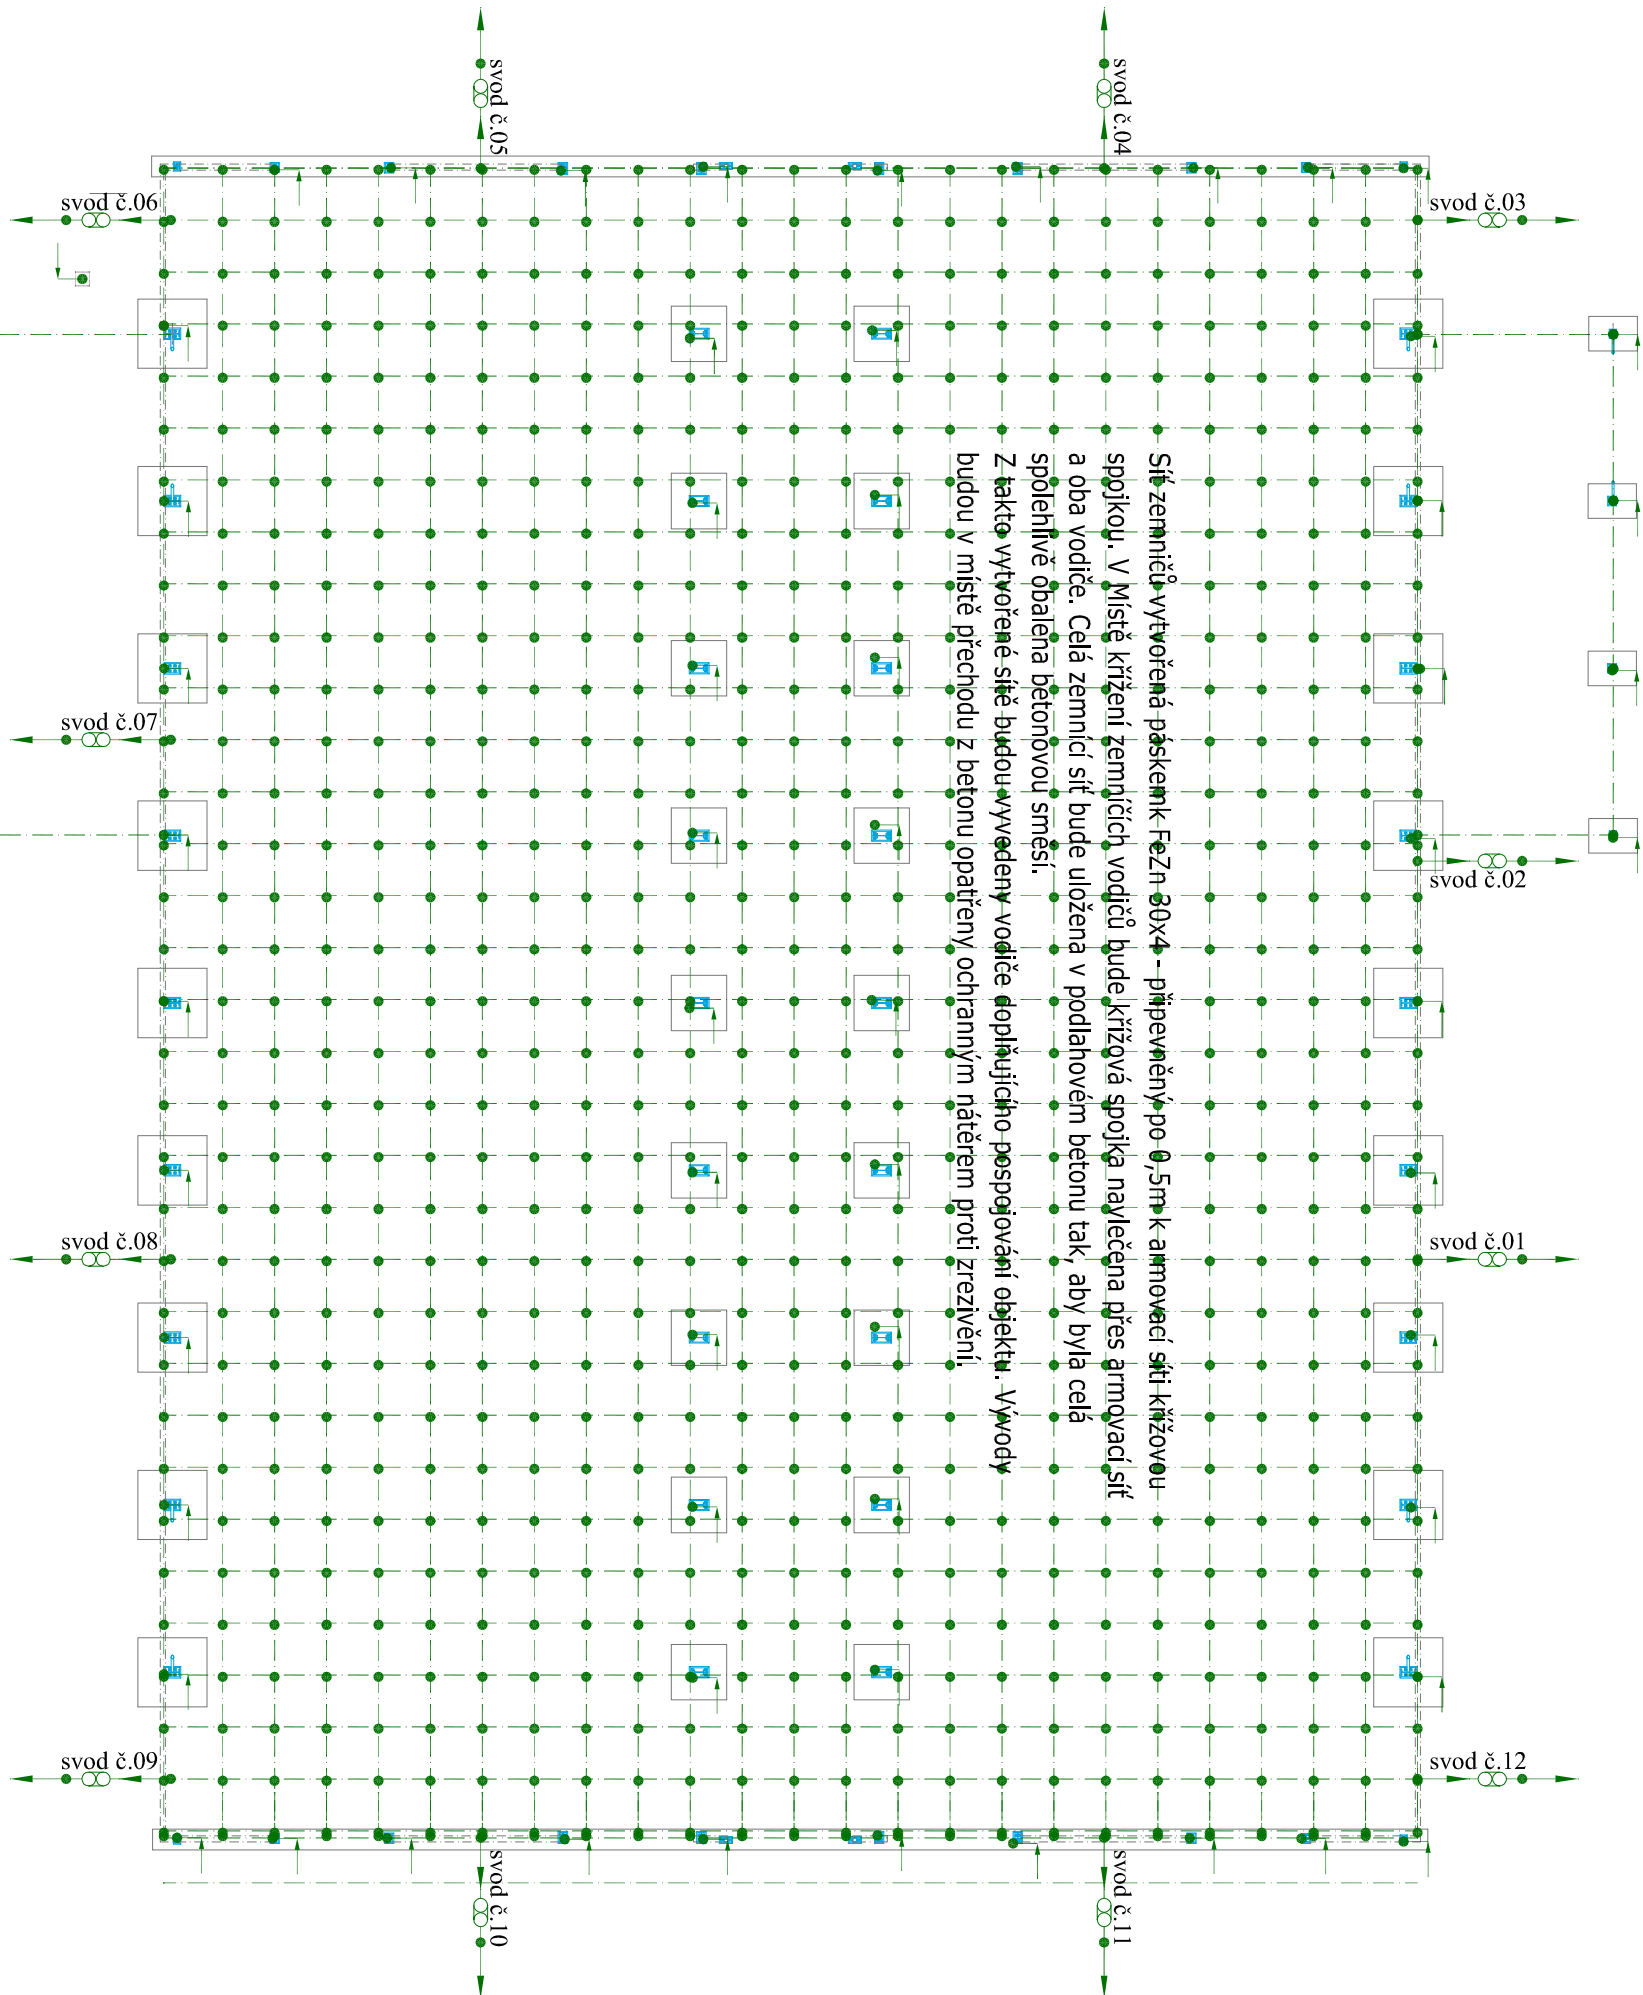 svod č.05
svod č.04
svod č.06
svod č.03
Síť zemničů vytvořená páskemk FeZn 30x4 - připevněný po 0,5m k armovací síti křížovou
spojkou. V Místě křížení zemnících vodičů bude křížová spojka navlečena přes armovací síť
a oba vodiče. Celá zemnící síť bude uložena v podlahovém betonu tak, aby byla celá
spolehlivě obalena betonovou směsí.
Z takto vytvořené sítě budou vyvedeny vodiče doplňujícího pospojování objektu. Vývody
budou v místě přechodu z betonu opatřeny ochranným nátěrem proti zrezivění.
svod č.07
svod č.02
svod č.08
svod č.01
svod č.09
svod č.12
svod č.10
svod č.11